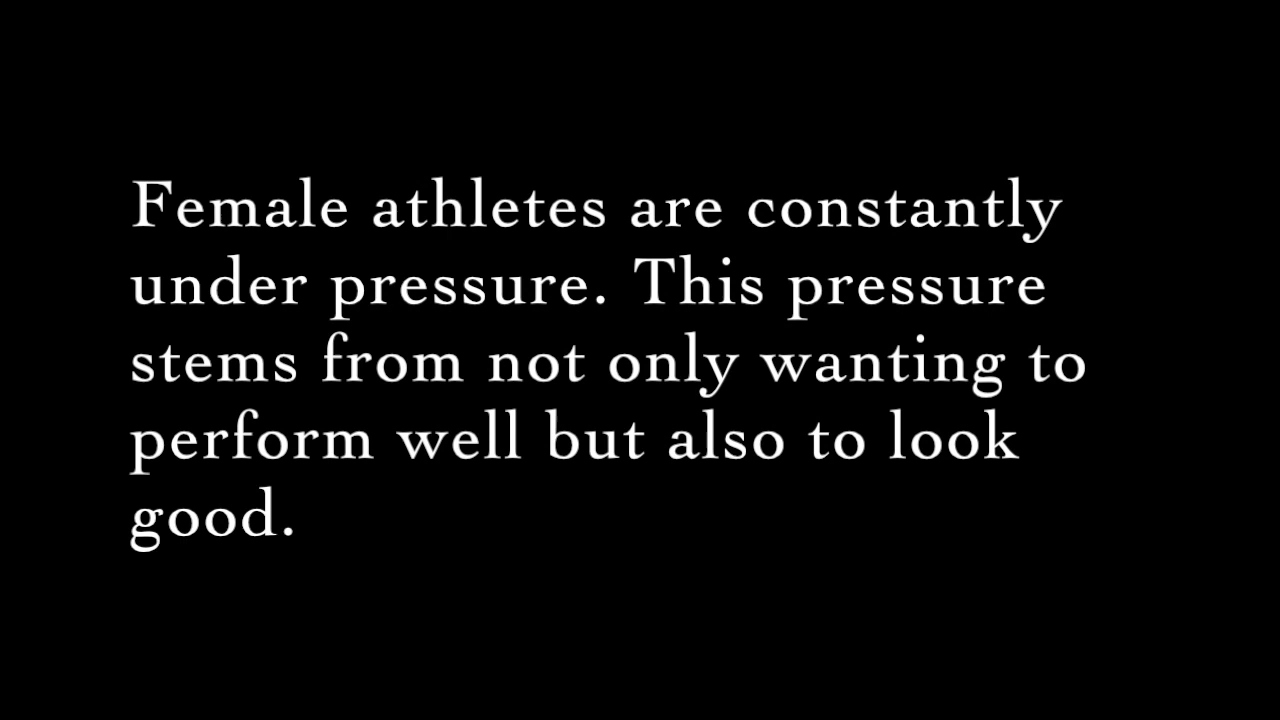 Female athletes are constantly
under pressure. This pressure
stems from not only wanting to
perform well but also to look
good.